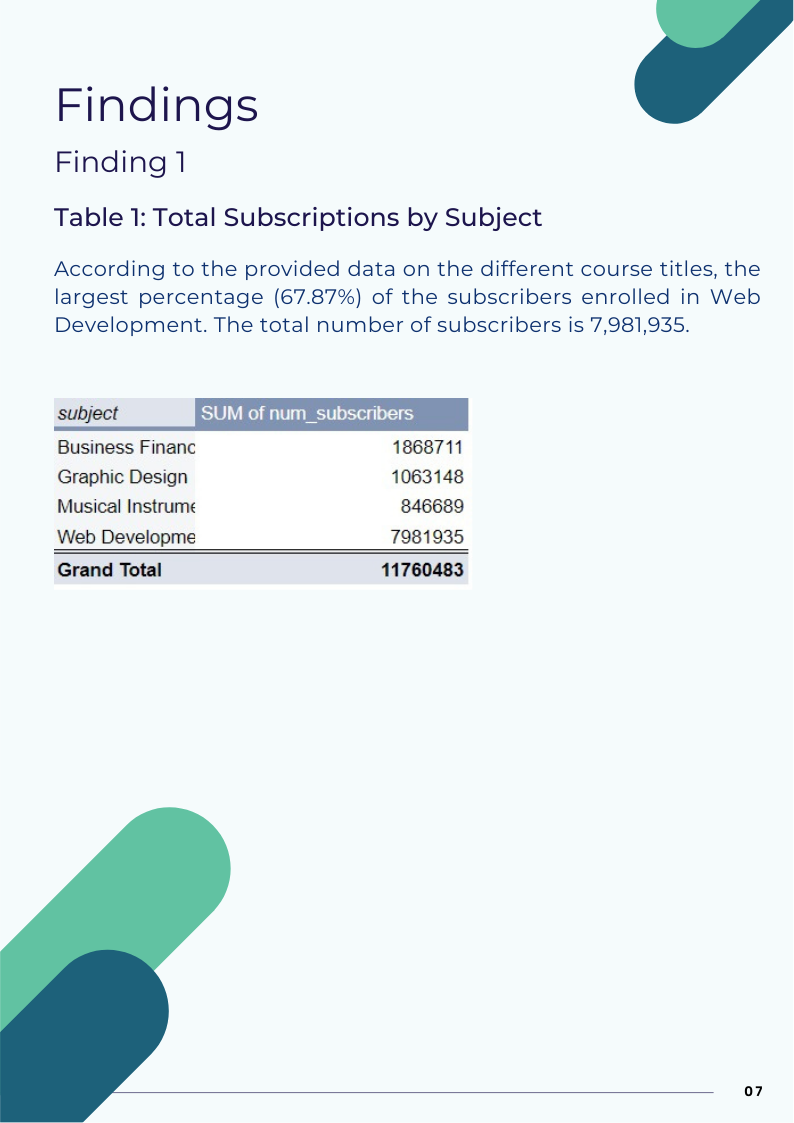 Findings
Finding 1
Table 1: Total Subscriptions by Subject
According to the provided data on the different course titles, the
largest percentage (67.87%) of the subscribers enrolled in Web
Development. The total number of subscribers is 7,981,935.
subject SUM of num_subscribers
Business Financ 1868711
Graphic Design 1063148
Musical Instrume 846689
Web Developme 7981935
Grand Total 11760483
07